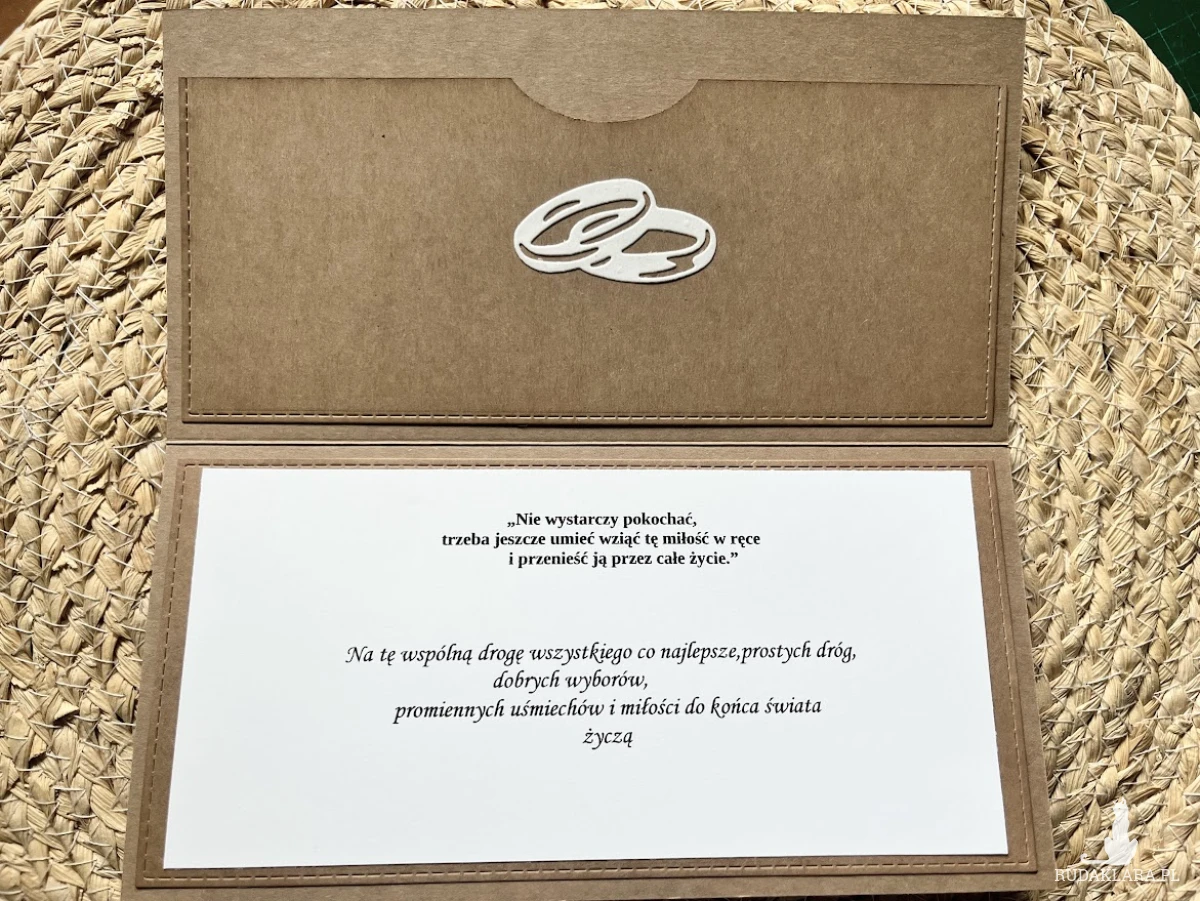 „Nie wystarczy pokochać,
trzeba jeszcze umieć wziąć tę miłość w ręce
i przenieść ją przez całe życie.”
Na tę wspólną drogę wszystkiego co najlepsze,prostych dróg,
dobrych wyborów,
promiennych uśmiechów i miłości do końca świata
życzą
RUDAKLARA.PL